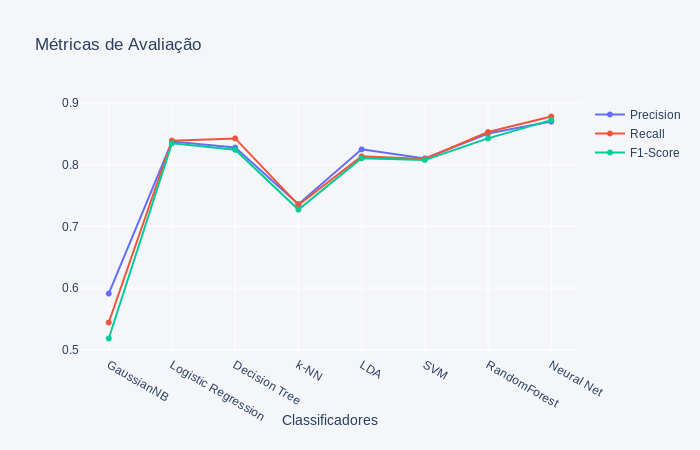 Métricas de Avaliação
0.9
0.8
0.7
0.6
0.5
Precision
Recall
F1-Score
GaussianNB
Logistic Regression
Decision Tree
k-NN
LDA
SVM
RandomForest
Neural Net
Classificadores